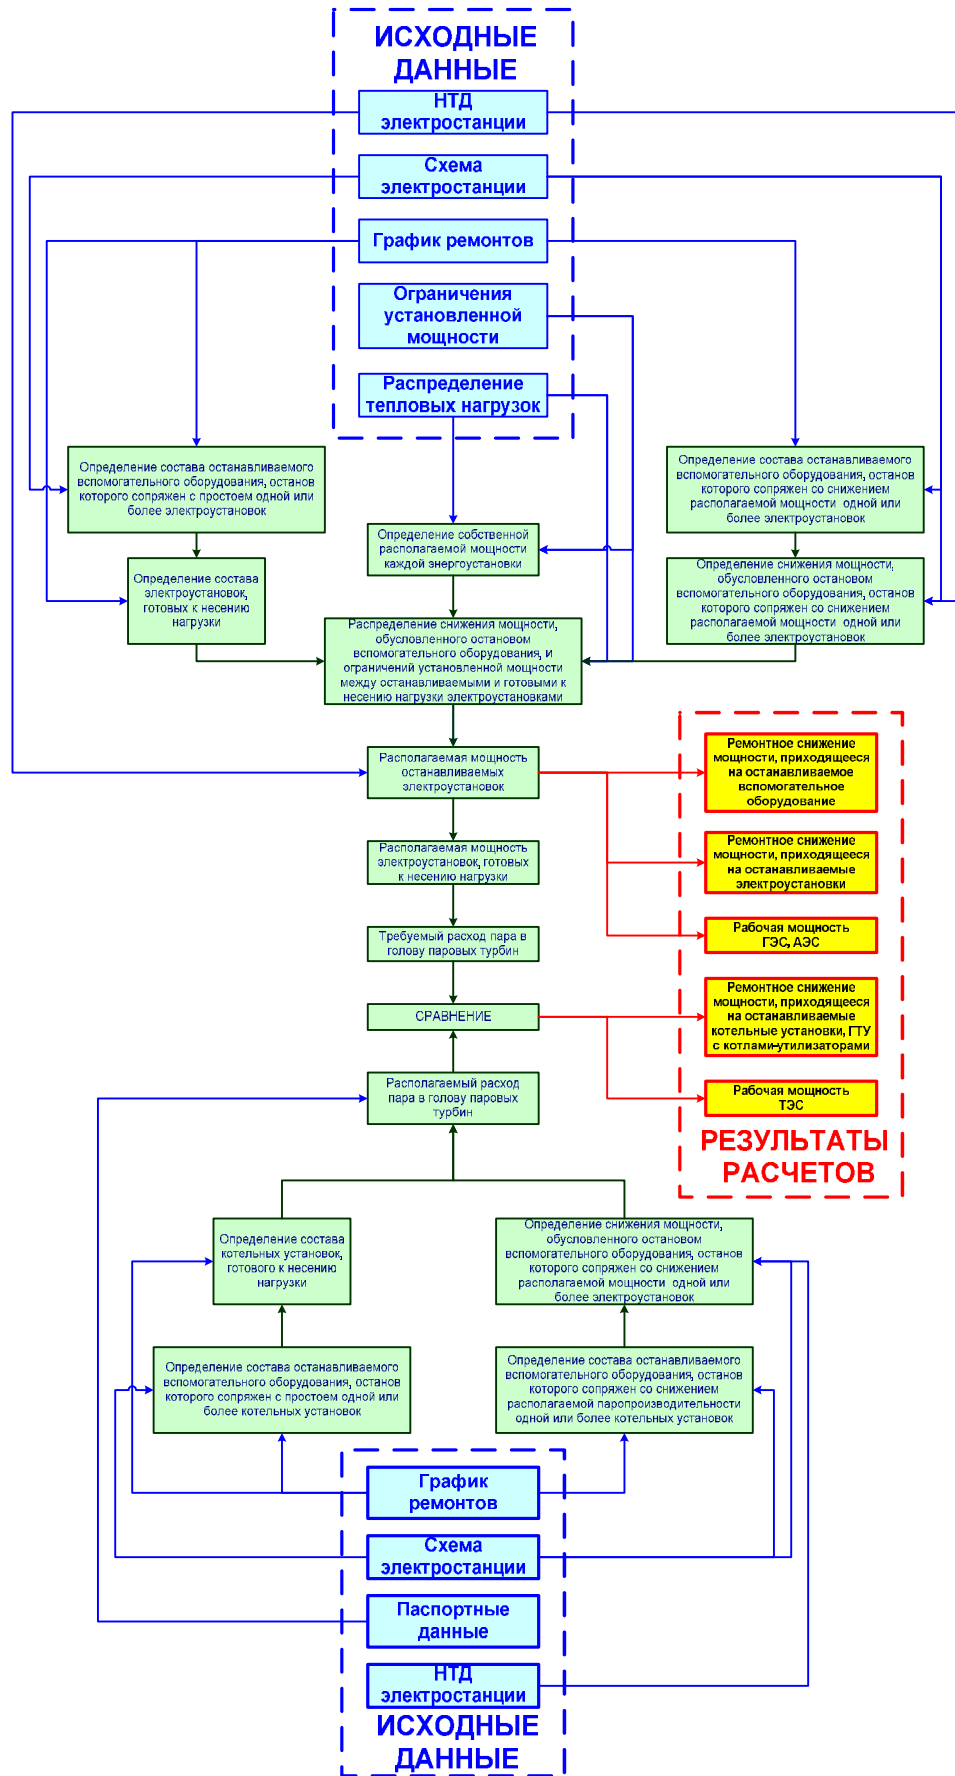 ИСХОДНЫЕ
ДАННЫЕ
НТД
электростанции
Схема
электростанции
График ремонтов
Ограничения
установленной
мощности
Распределение
тепловых нагрузок
Определение состава останавливаемого
вспомогательного оборудования, останов
которого сопряжен с простоем одной или
более электроустановок
Определение состава останавливаемого
вспомогательного оборудования, останов
которого сопряжен со снижением
располагаемой мощности одной или
более электроустановок
Определение собственной
располагаемой мощности
каждой энергоустановки
Определение состава
электроустановок,
готовых к несению
нагрузки
Определение снижения мощности,
обусловленного остановом
вспомогательного оборудования, останов
которого сопряжен со снижением
располагаемой мощности одной или
более электроустановок
Распределение снижения мощности,
обусловленного остановом
вспомогательного оборудования, и
ограничений установленной мощности
между останавливаемыми и готовыми к
несению нагрузки электроустановками
Располагаемая мощность
останавливаемых
электроустановок
Ремонтное снижение
мощности, приходящееся
на останавливаемое
вспомогательное
оборудование
Располагаемая мощность
электроустановок, готовых
к несению нагрузки
Ремонтное снижение
мощности, приходящееся
на останавливаемые
электроустановки
Требуемый расход пара в
голову паровых турбин
Рабочая мощность
ГЭС, АЭС
СРАВНЕНИЕ
Ремонтное снижение
мощности, приходящееся
на останавливаемые
котельные установки, ГТУ
с котлами-утилизаторами
Располагаемый расход
пара в голову паровых
турбин
Рабочая мощность
ТЭС
РЕЗУЛЬТАТЫ
РАСЧЕТОВ
Определение состава
котельных установок,
готового к несению
нагрузки
Определение снижения мощности,
обусловленного остановом
вспомогательного оборудования, останов
которого сопряжен со снижением
располагаемой мощности одной или
более электроустановок
Определение состава останавливаемого
вспомогательного оборудования, останов
которого сопряжен с простоем одной или
более котельных установок
Определение состава останавливаемого
вспомогательного оборудования, останов
которого сопряжен со снижением
располагаемой паропроизводительности
одной или более котельных установок
График
ремонтов
Схема
электростанции
Паспортные
данные
НТД
электростанции
ИСХОДНЫЕ
ДАННЫЕ